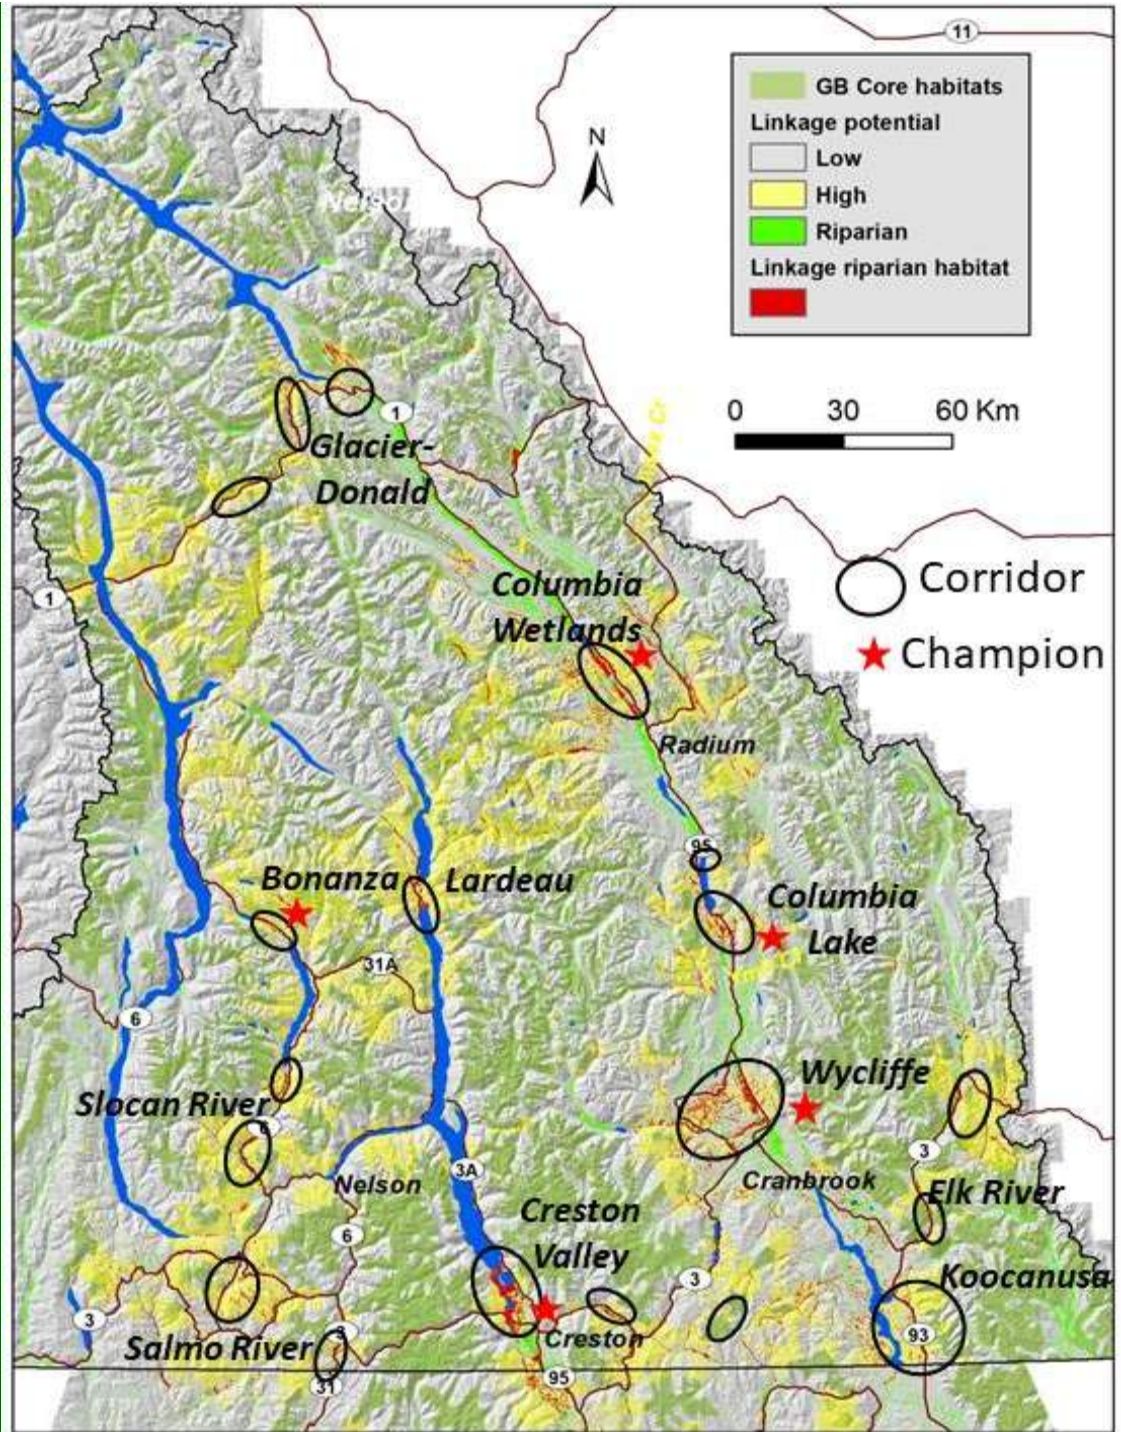 11
GB Core habitats
Linkage potential
Low
High
Riparian
Linkage riparian habitat
N
0 30 60 Km
1
Glacier-
Donald
Corridor
Champion
1
Columbia
Wetlands
Radium
95
Bonanza
Lardeau
Columbia
Lake
31A
6
Wycliffe
Slocan River
6
3
3A
Nelson
Cranbrook
Elk River
Creston
Valley
6
Koocanusa
3
3
93
Creston
Salmo River
3
95
31